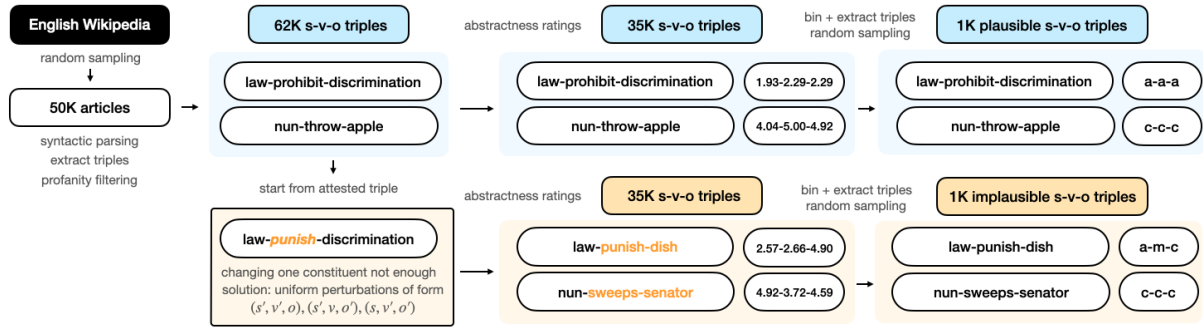 English Wikipedia
random sampling
50K articles
syntactic parsing
extract triples
profanity filtering
62K s-v-o triples
law-prohibit-discrimination
nun-throw-apple
start from attested triple
law-punish-discrimination
changing one constituent not enough
solution: uniform perturbations of form
(s′, v′, o), (s′, v, o′), (s, v′, o′)
abstractness ratings
35K s-v-o triples
law-prohibit-discrimination
1.93-2.29-2.29
nun-throw-apple
4.04-5.00-4.92
bin + extract triples
random sampling
1K plausible s-v-o triples
law-prohibit-discrimination
a-a-a
nun-throw-apple
c-c-c
abstractness ratings
35K s-v-o triples
law-punish-dish
2.57-2.66-4.90
nun-sweeps-senator
4.92-3.72-4.59
bin + extract triples
random sampling
1K implausible s-v-o triples
law-punish-dish
a-m-c
nun-sweeps-senator
c-c-c